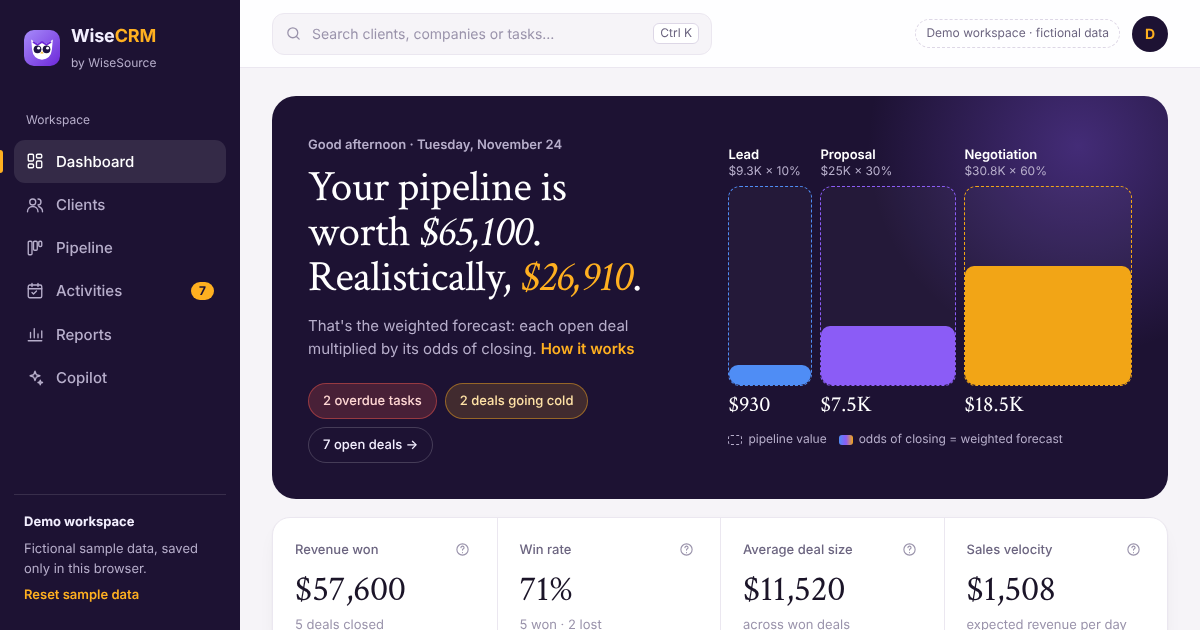 WiseCRM
by WiseSource
Workspace
Dashboard
Clients
Pipeline
Activities 7
Reports
Copilot
Demo workspace
Fictional sample data, saved
only in this browser.
Reset sample data
Search clients, companies or tasks...
Ctrl K
Demo workspace · fictional data
D
Good afternoon · Tuesday, November 24
Your pipeline is
worth $65,100.
Realistically, $26,910.
That's the weighted forecast: each open deal
multiplied by its odds of closing. How it works
2 overdue tasks
2 deals going cold
7 open deals →
Lead
$9.3K × 10%
$930
Proposal
$25K × 30%
$7.5K
Negotiation
$30.8K × 60%
$18.5K
pipeline value
odds of closing = weighted forecast
Revenue won
$57,600
5 deals closed
Win rate
71%
5 won · 2 lost
Average deal size
$11,520
across won deals
Sales velocity
$1,508
expected revenue per day